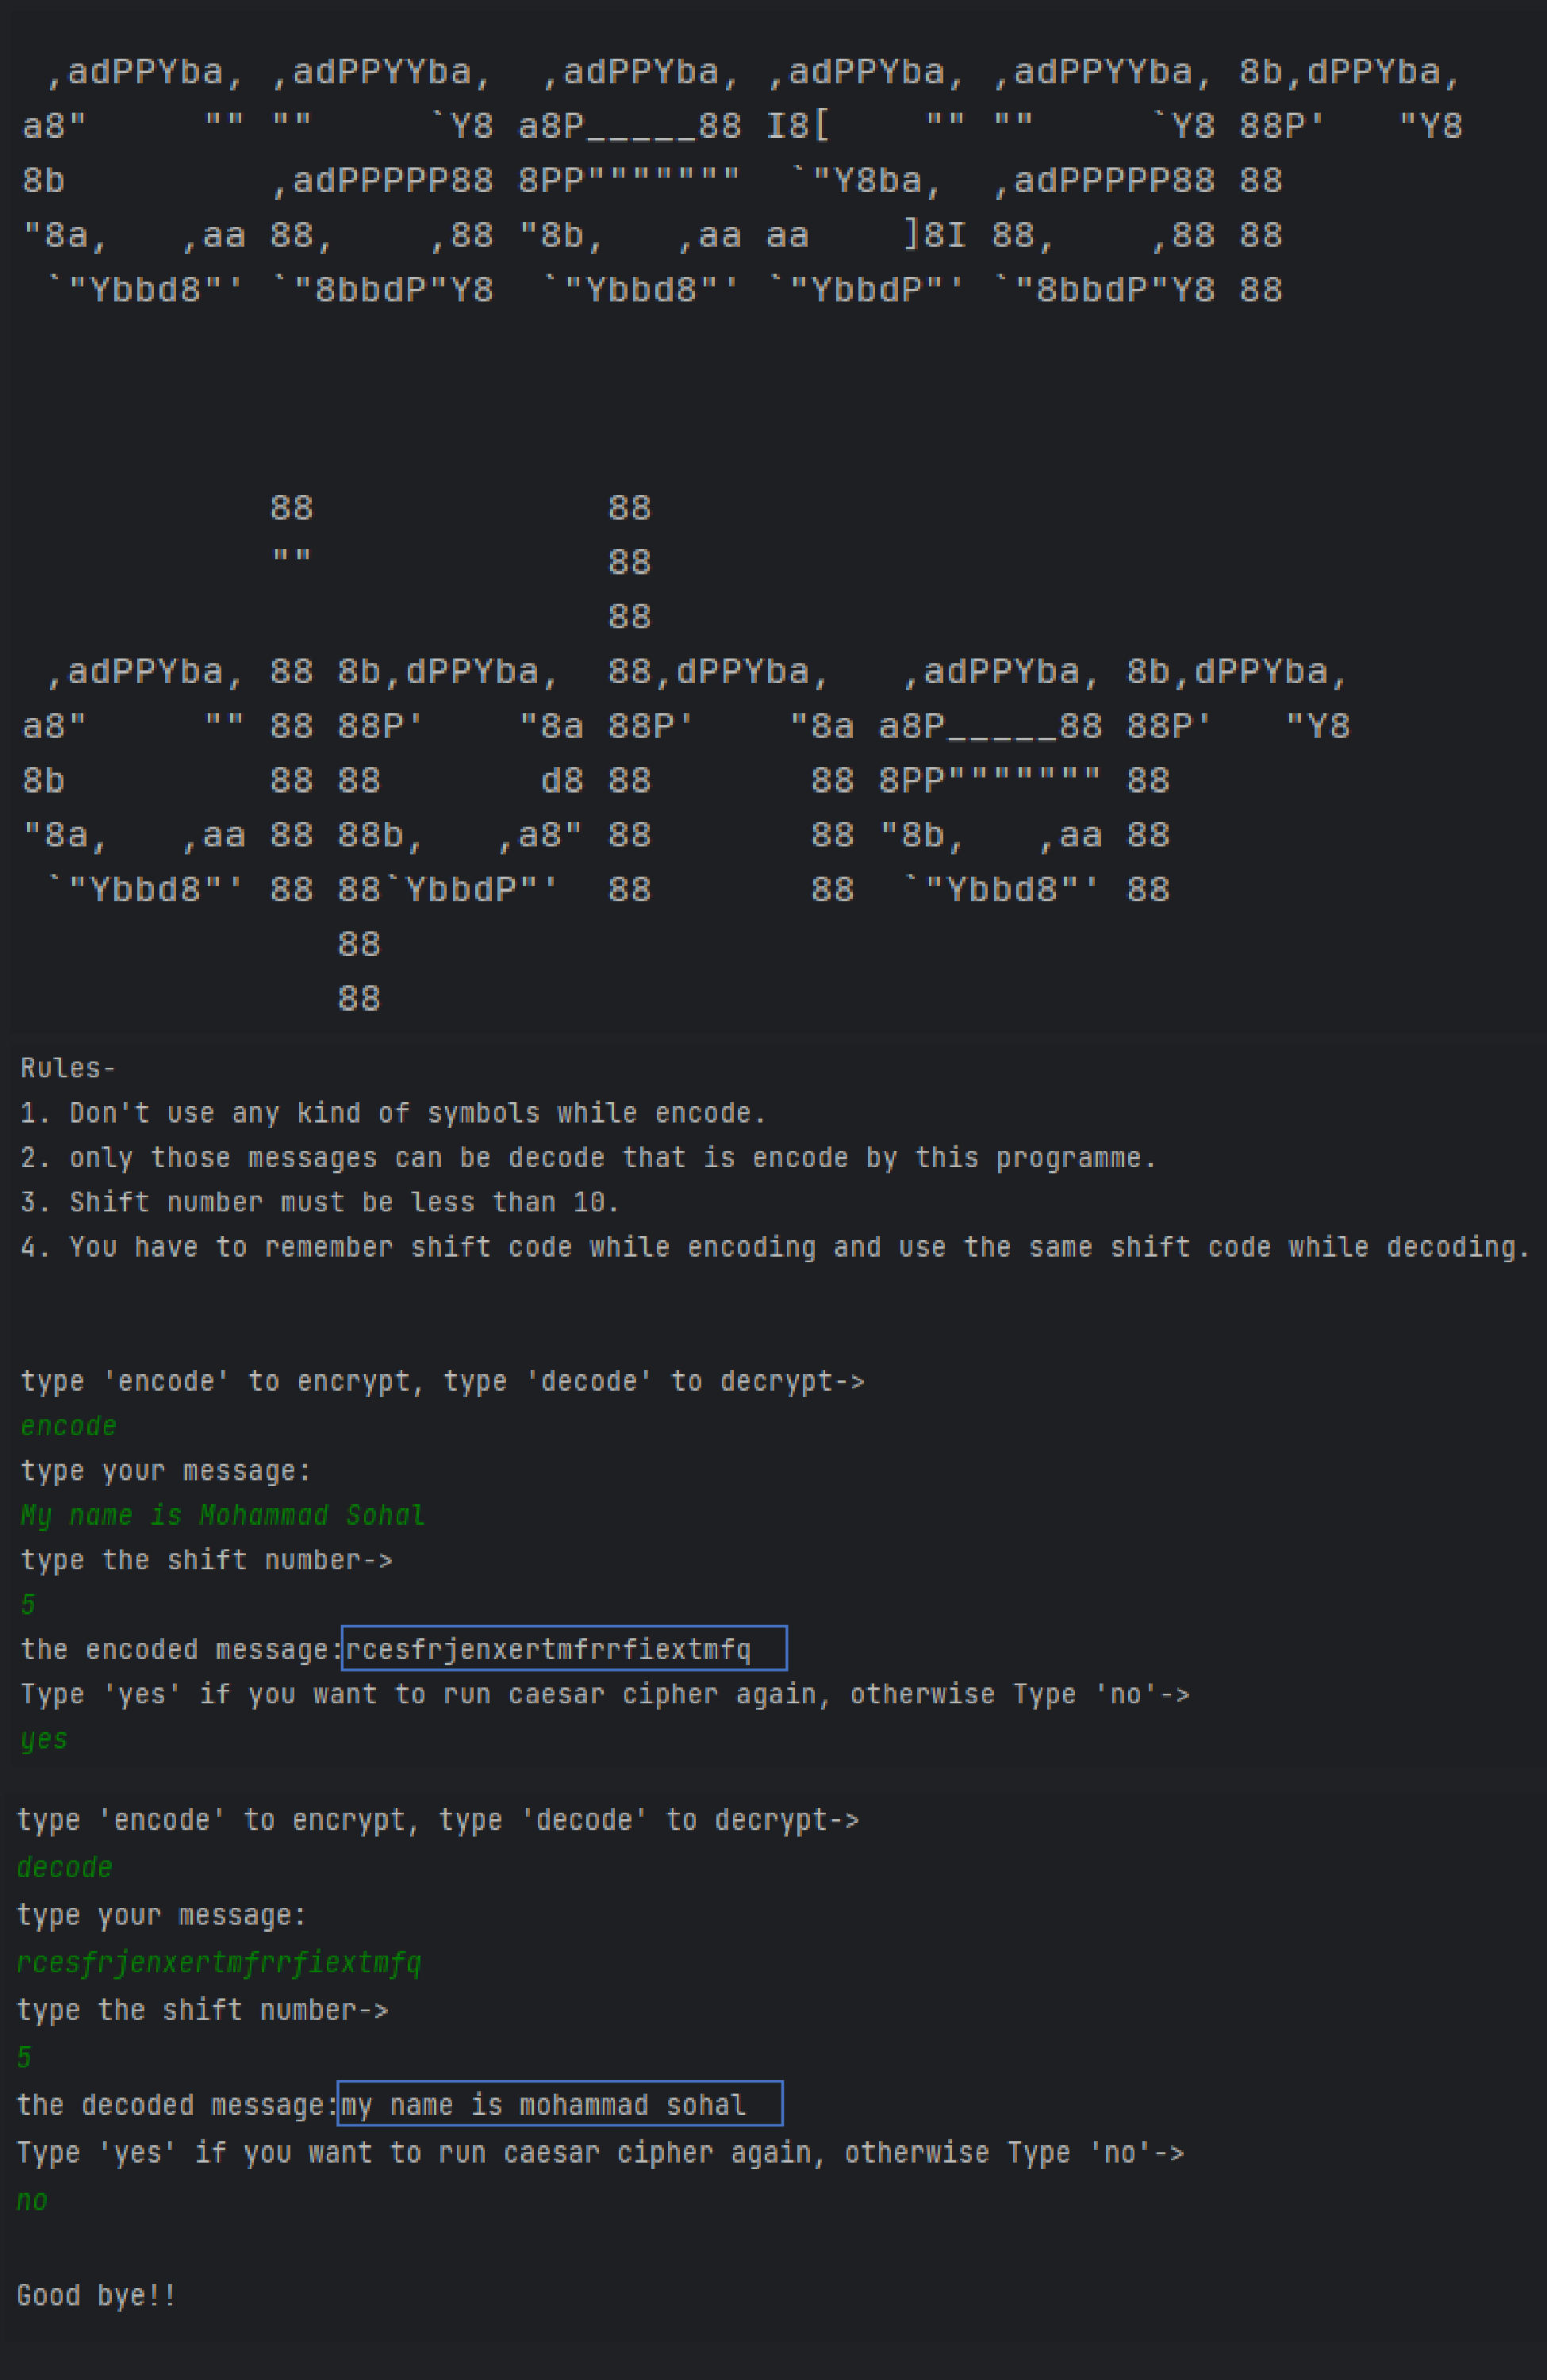 ,adPPYba, ,adPPYYba,  ,adPPYba, ,adPPYba, ,adPPYYba, 8b,dPPYba,
a8"     "" ""     `Y8 a8P_____88 I8[    "" ""     `Y8 88P'   "Y8
8b         ,adPPPPP88 8PP"""""""  `"Y8ba,  ,adPPPPP88 88
"8a,   ,aa 88,    ,88 "8b,   ,aa aa    ]8I 88,    ,88 88
 `"Ybbd8"' `"8bbdP"Y8  `"Ybbd8"' `"YbbdP"' `"8bbdP"Y8 88
           88             88
           ""             88
                          88
 ,adPPYba, 88 8b,dPPYba,  88,dPPYba,   ,adPPYba, 8b,dPPYba,
a8"     "" 88 88P'    "8a 88P'    "8a a8P_____88 88P'   "Y8
8b         88 88       d8 88       88 8PP""""""" 88
"8a,   ,aa 88 88b,   ,a8" 88       88 "8b,   ,aa 88
 `"Ybbd8"' 88 88`YbbdP"'  88       88  `"Ybbd8"' 88
              88
              88
Rules-
1. Don't use any kind of symbols while encode.
2. only those messages can be decode that is encode by this programme.
3. Shift number must be less than 10.
4. You have to remember shift code while encoding and use the same shift code while decoding.
type 'encode' to encrypt, type 'decode' to decrypt->
encode
type your message:
My name is Mohammad Sohal
type the shift number->
5
the encoded message:rcesfrjenxertmfrrfiextmfq
Type 'yes' if you want to run caesar cipher again, otherwise Type 'no'->
yes
type 'encode' to encrypt, type 'decode' to decrypt->
decode
type your message:
rcesfrjenxertmfrrfiextmfq
type the shift number->
5
the decoded message:my name is mohammad sohal
Type 'yes' if you want to run caesar cipher again, otherwise Type 'no'->
no
Good bye!!